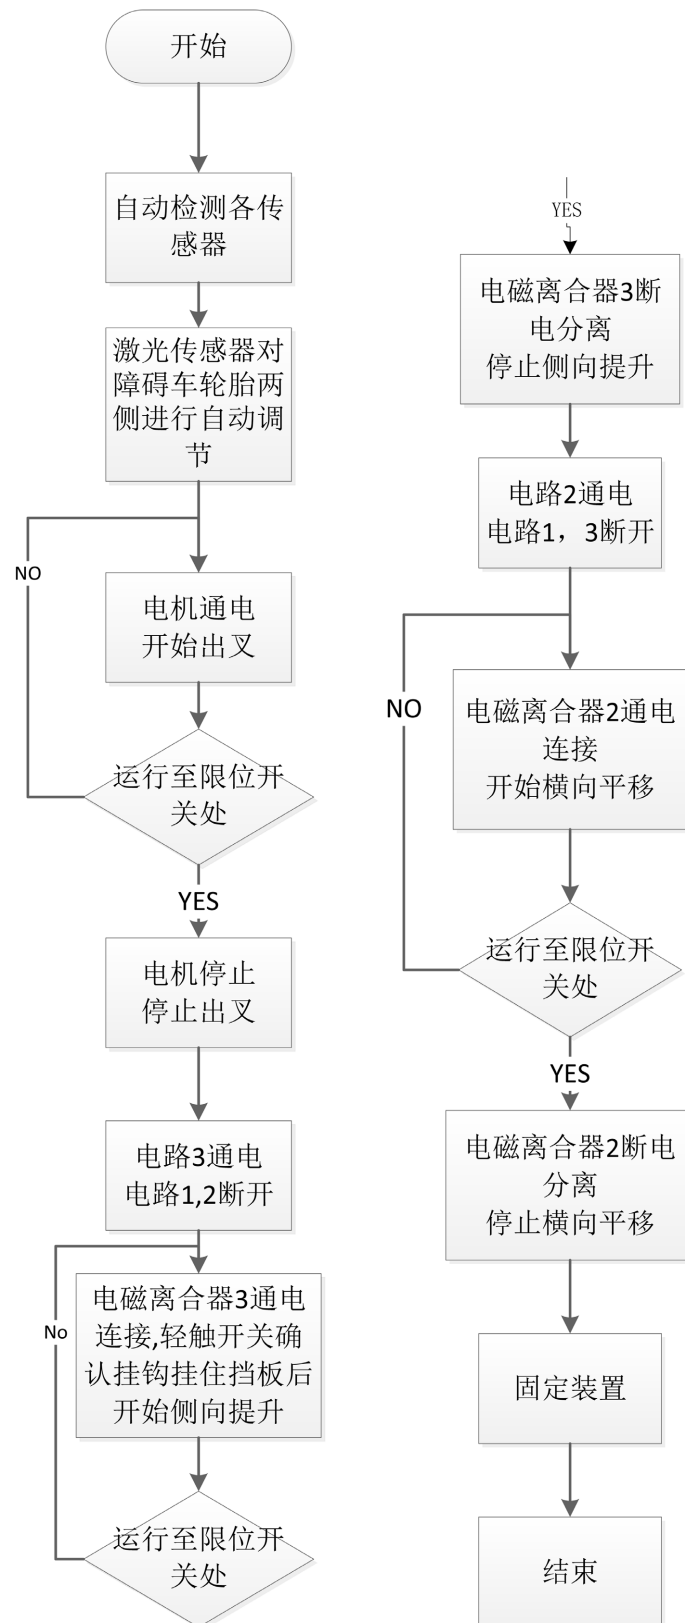 开始
自动检测各传
感器
激光传感器对
障碍车轮胎两
侧进行自动调
节
NO
电机通电
开始出叉
运行至限位开
关处
YES
电机停止
停止出叉
电路3通电
电路1,2断开
No
电磁离合器3通电
连接,轻触开关确
认挂钩挂住挡板后
开始侧向提升
运行至限位开
关处
YES
电磁离合器3断
电分离
停止侧向提升
电路2通电
电路1，3断开
NO
电磁离合器2通电
连接
开始横向平移
运行至限位开
关处
YES
电磁离合器2断电
分离
停止横向平移
固定装置
结束